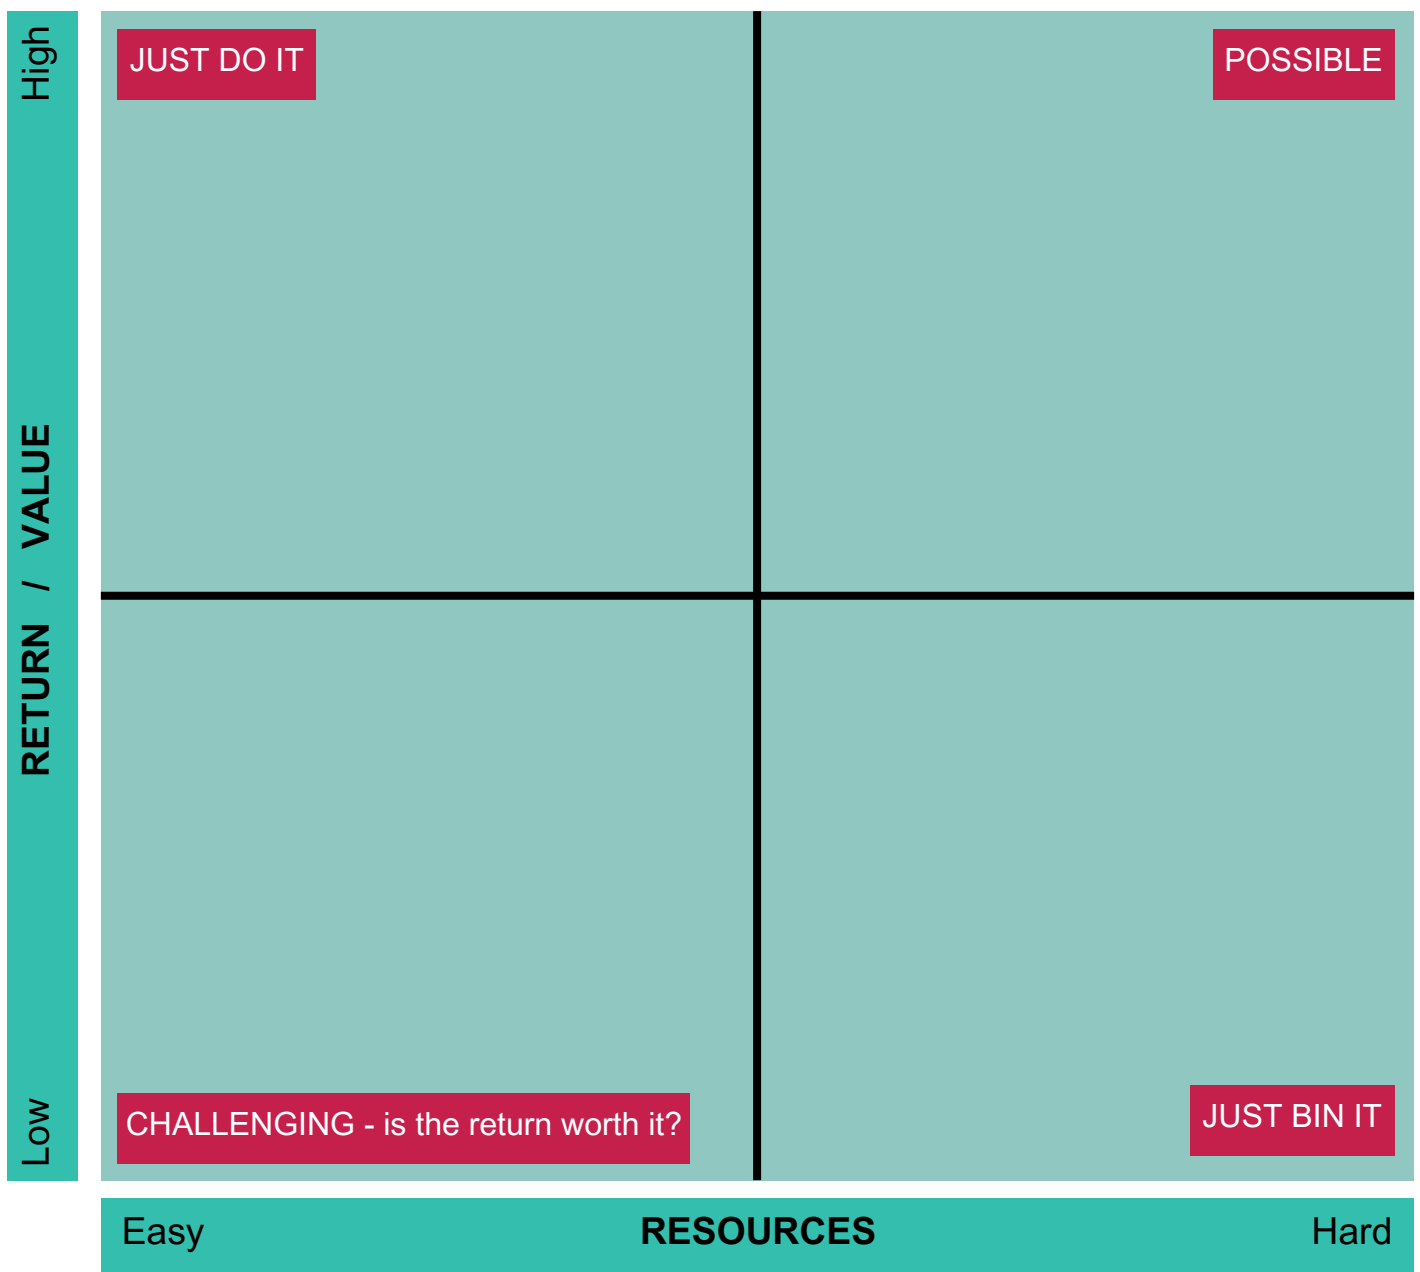 High
JUST DO IT
POSSIBLE
RETURN / VALUE
Low
CHALLENGING - is the return worth it?
JUST BIN IT
Easy
RESOURCES
Hard